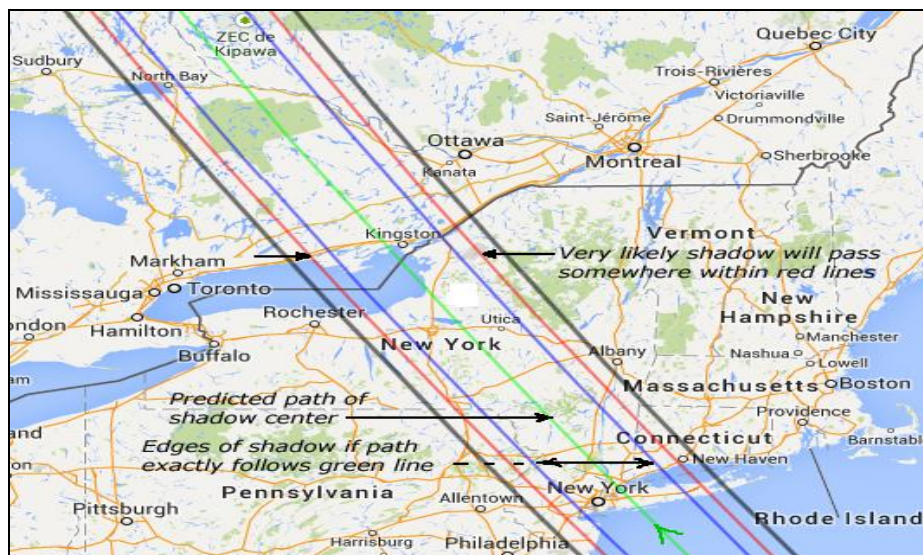 ZEC de
Kipawa
Quebec City
Sudbury
North Bay
Trois-Rivières
Victoriaville
Saint-Jérôme
Drummondville
Ottawa
Kanata
Montreal
Sherbrooke
Kingston
Vermont
Very likely shadow will pass
somewhere within red lines
Markham
Mississauga
Toronto
New
Hampshire
Hamilton
Rochester
Utica
ondon
Buffalo
New York
Manchester
Albany
Nashua
Lowell
am
Massachusetts
Boston
Predicted path of
shadow center
Providence
Edges of shadow if path
exactly follows green line
Connecticut
Barnstabl
and
New Haven
Pennsylvania
Allentown
New York
Pittsburgh
Rhode Island
Harrisburg
Philadelphia